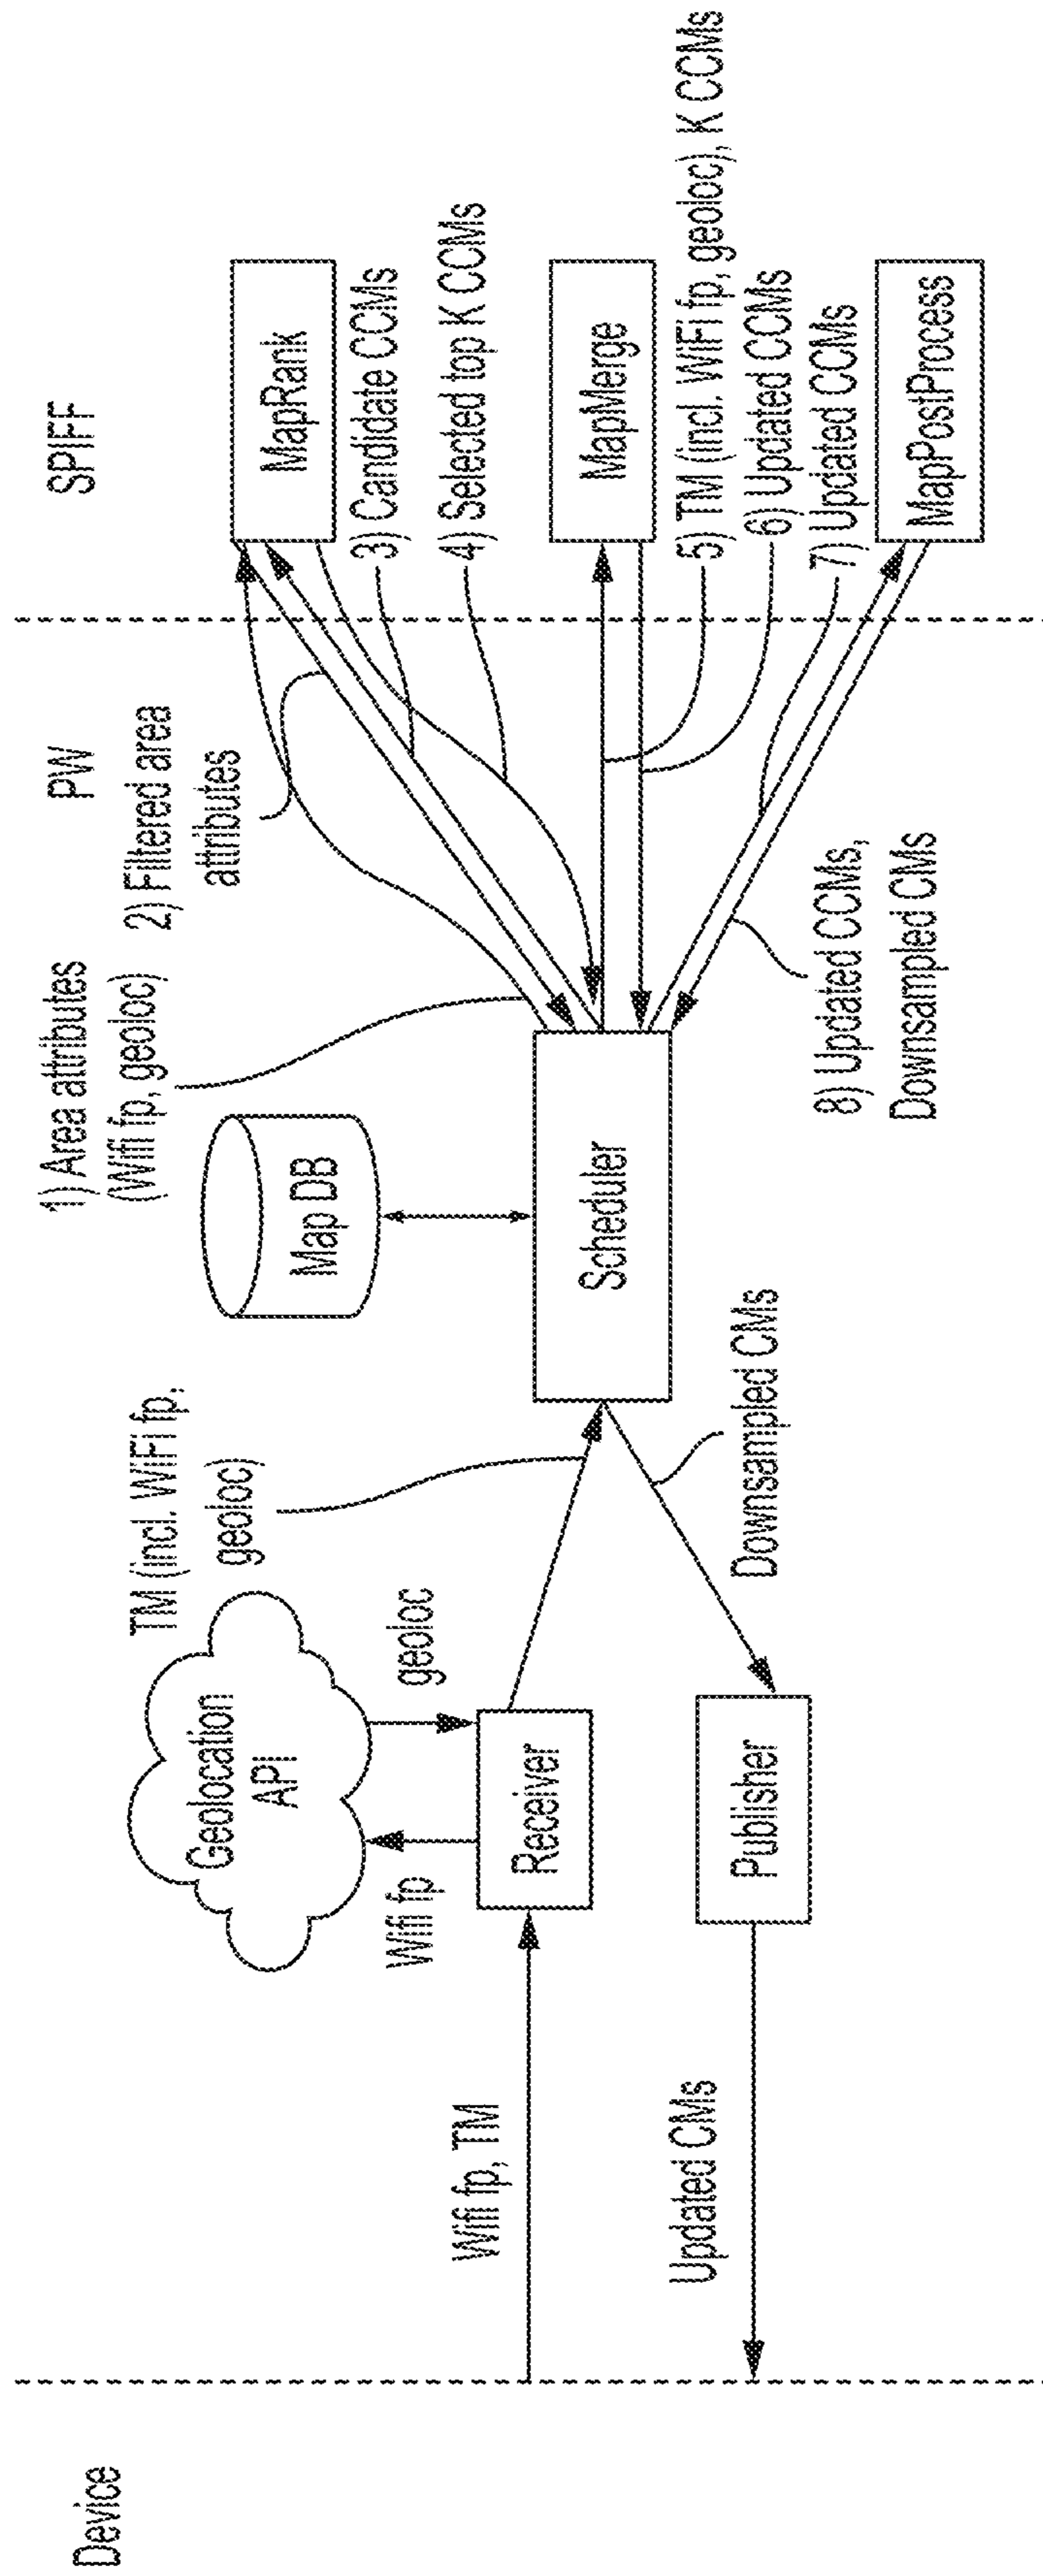 Device
PW
SPIFF
Wifi fp, TM
Updated CMs
Geolocation
API
Wifi fp
geoloc
Receiver
Publisher
TM (incl. WiFi fp,
geoloc)
Downsampled CMs
Map DB
Scheduler
1) Area attributes
(Wifi fp, geoloc)
2) Filtered area
attributes
8) Updated CCMs,
Downsampled CMs
MapRank
3) Candidate CCMs
4) Selected top K CCMs
MapMerge
5) TM (incl. WiFi fp, geoloc), K CCMs
6) Updated CCMs
7) Updated CCMs
MapPostProcess